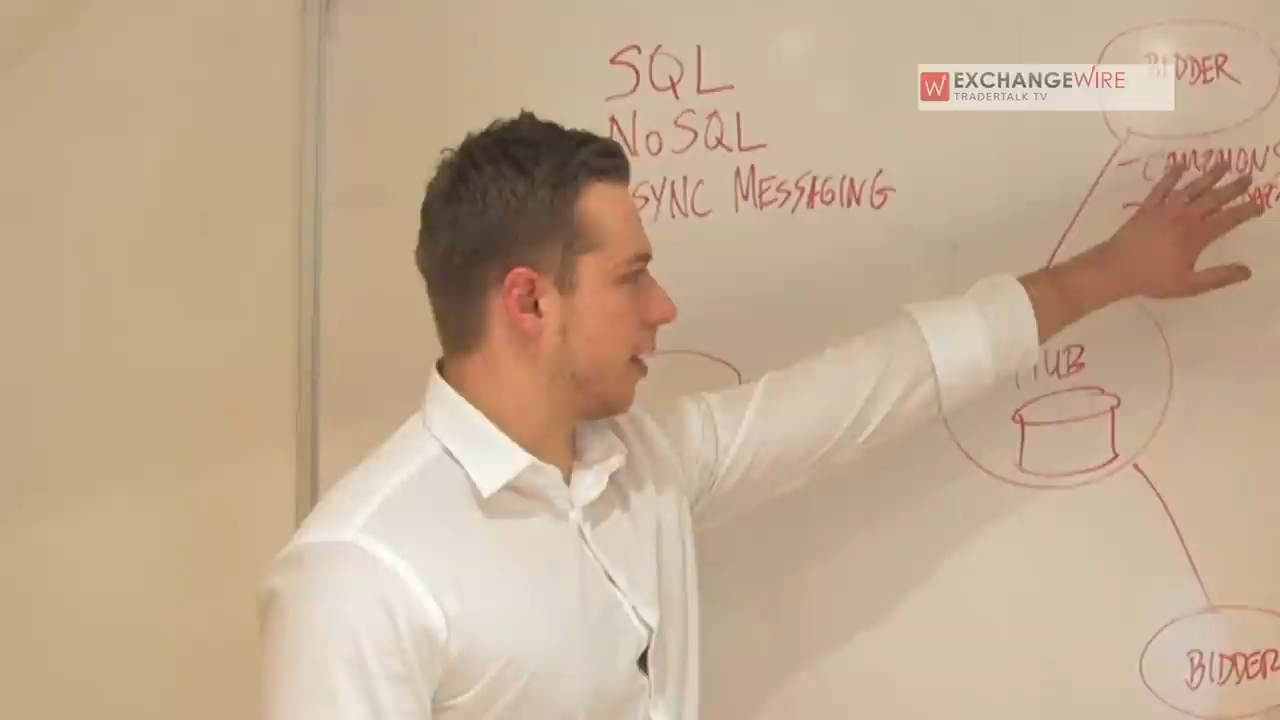 SQL
NoSQL
SYNC MESSAGING
BIDDER
EXCHANGEWIRE
TRADERTALK TV
HUB
BIDDER